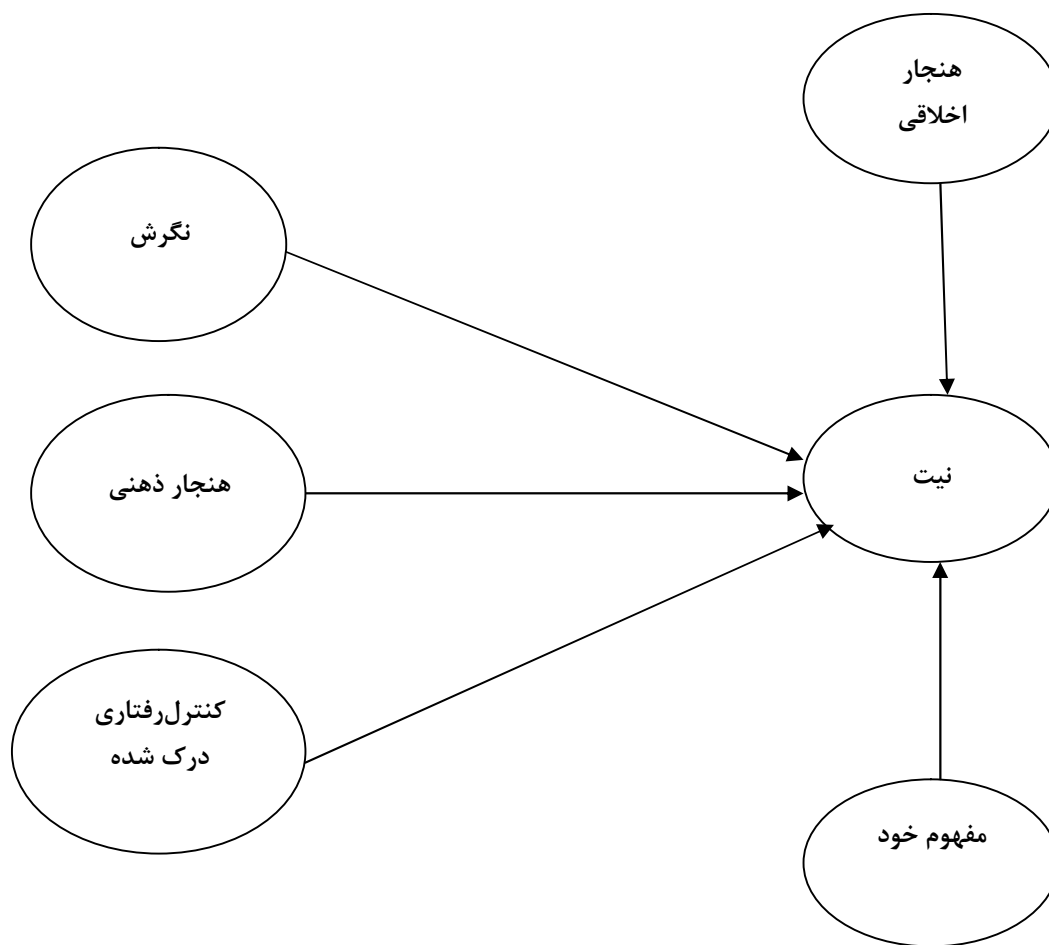 هنجار
اخلاقی
نگرش
هنجار ذهنی
نیت
کنترل‌رفتاری
درک شده
مفهوم خود